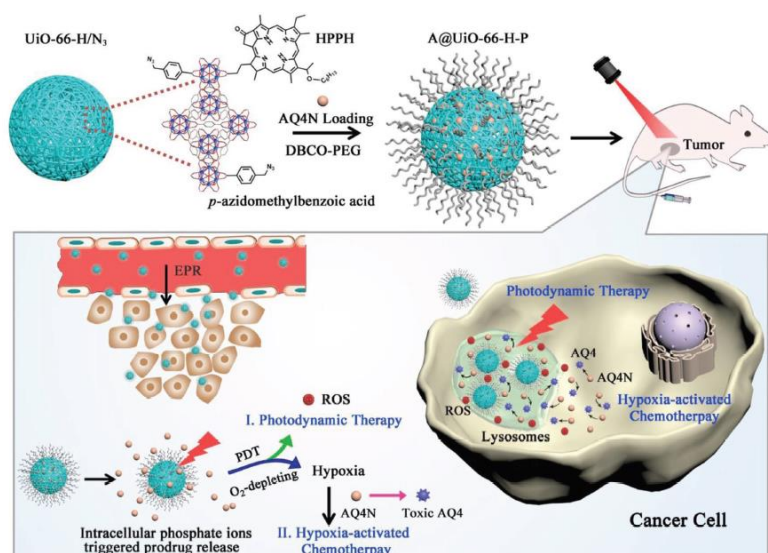 UiO-66-H/N₃
HPPH
A@UiO-66-H-P
N₃
AQ4N Loading
DBCO-PEG
N₃
p-azidomethylbenzoic acid
Tumor
EPR
Photodynamic Therapy
AQ4
AQ4N
ROS
Hypoxia-activated
Chemotherpay
Lysosomes
ROS
I. Photodynamic Therapy
PDT
O₂-depleting
Hypoxia
AQ4N
Toxic AQ4
Intracellular phosphate ions
triggered prodrug release
II. Hypoxia-activated
Chemotherpay
Cancer Cell